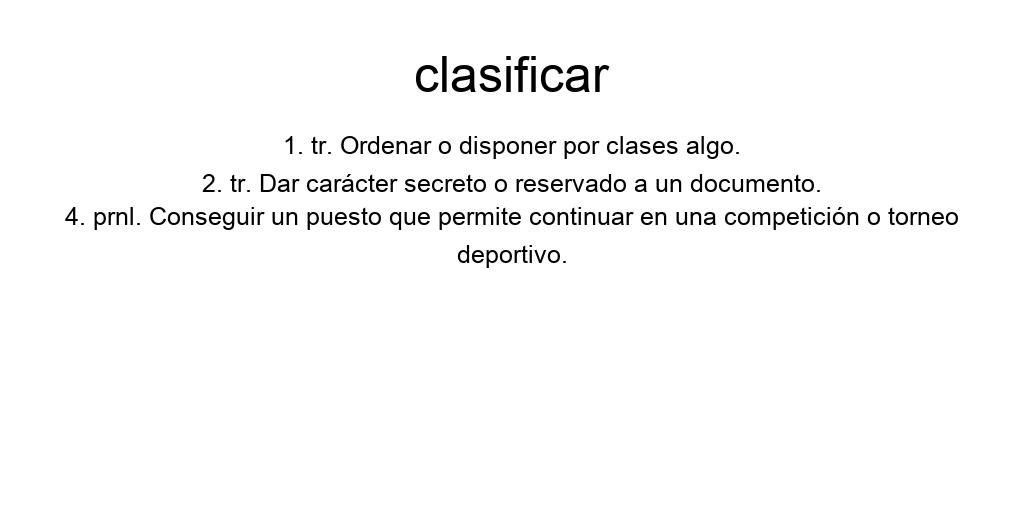 clasificar
1. tr. Ordenar o disponer por clases algo.
2. tr. Dar carácter secreto o reservado a un documento.
4. prnl. Conseguir un puesto que permite continuar en una competición o torneo
deportivo.